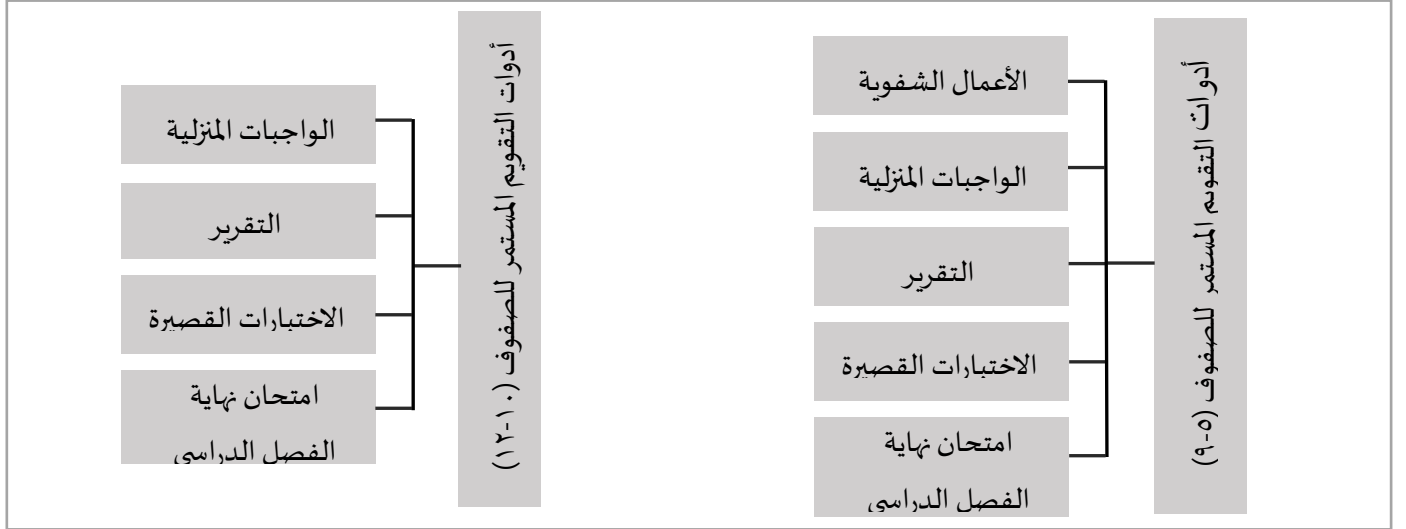 أدوات التقويم المستمر للصفوف (٥-٩)
الأعمال الشفوية
الواجبات المنزلية
التقرير
الاختبارات القصيرة
امتحان نهاية
الفصل الدراسي
أدوات التقويم المستمر للصفوف (١٠-١٢)
الواجبات المنزلية
التقرير
الاختبارات القصيرة
امتحان نهاية
الفصل الدراسي